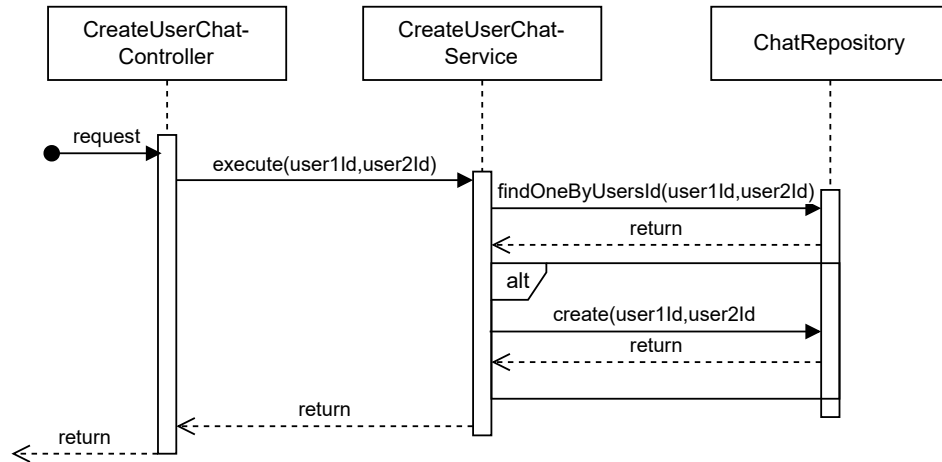 CreateUserChat-
Controller
CreateUserChat-
Service
ChatRepository
request
execute(user1Id,user2Id)
findOneByUsersId(user1Id,user2Id)
return
alt
create(user1Id,user2Id
return
return
return